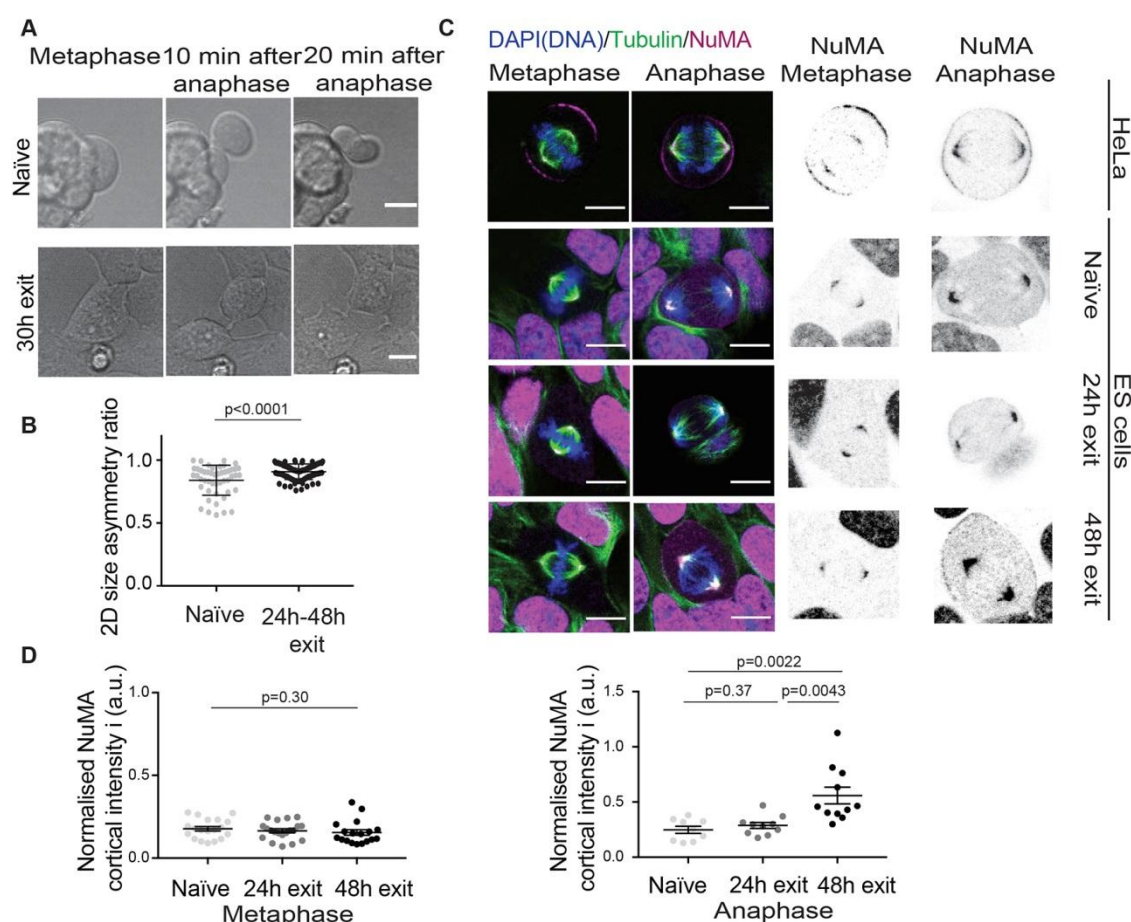 A
Metaphase
10 min after anaphase
20 min after anaphase
Naïve
30h exit
B
p<0.0001
2D size asymmetry ratio
1.0
0.5
0.0
Naïve
24h-48h exit
C
DAPI(DNA)/Tubulin/NuMA
Metaphase
Anaphase
NuMA Metaphase
NuMA Anaphase
HeLa
Naïve
24h exit
48h exit
ES cells
D
Normalised NuMA
cortical intensity i (a.u.)
1.0
0.5
0.0
p=0.30
Naïve
24h exit
48h exit
Metaphase
Normalised NuMA
cortical intensity i (a.u.)
1.5
1.0
0.5
0.0
p=0.0022
p=0.37
p=0.0043
Naïve
24h exit
48h exit
Anaphase